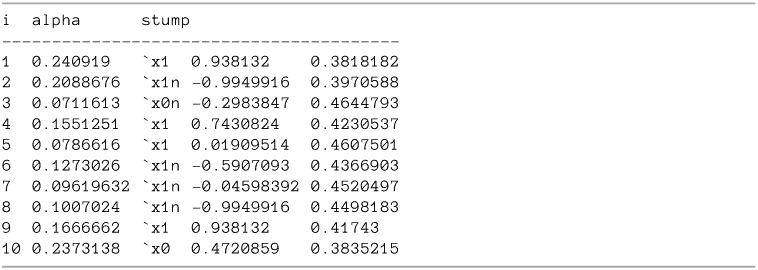 i  alpha      stump
----------------------------------------
1  0.240919   `x1  0.938132    0.3818182
2  0.2088676  `x1n -0.9949916  0.3970588
3  0.0711613  `x0n -0.2983847  0.4644793
4  0.1551251  `x1  0.7430824   0.4230537
5  0.0786616  `x1  0.01909514  0.4607501
6  0.1273026  `x1n -0.5907093  0.4366903
7  0.09619632 `x1n -0.04598392 0.4520497
8  0.1007024  `x1n -0.9949916  0.4498183
9  0.1666662  `x1  0.938132    0.41743
10 0.2373138  `x0  0.4720859   0.3835215